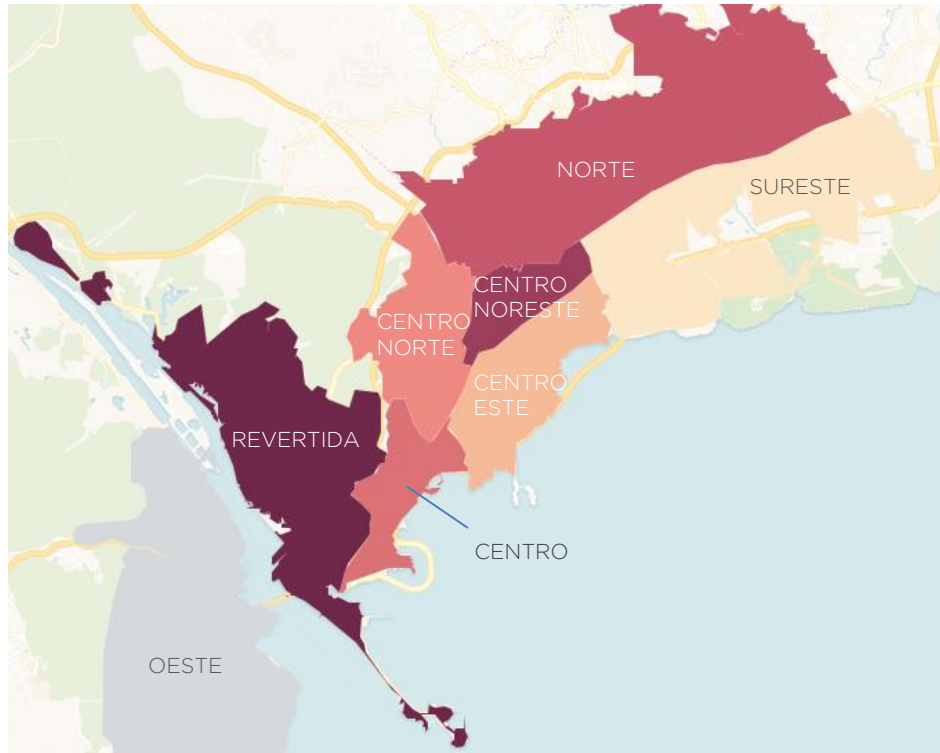 NORTE
SURESTE
CENTRO
NORESTE
CENTRO
NORTE
CENTRO
ESTE
REVERTIDA
CENTRO
OESTE